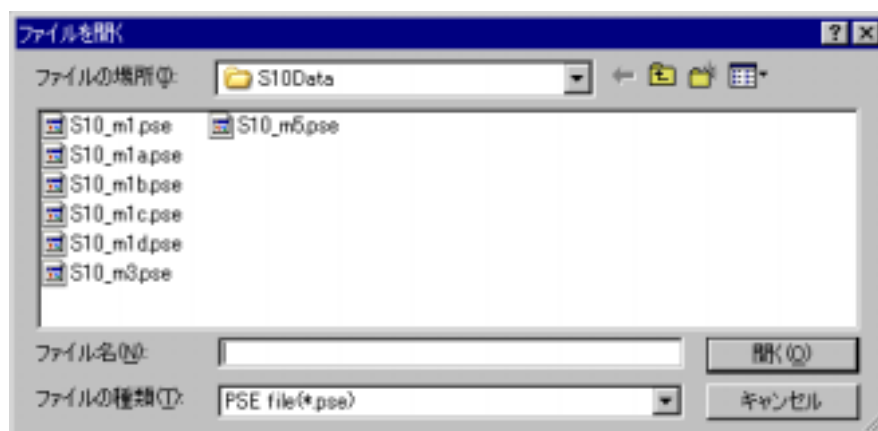 ファイルを開く
ファイルの場所(I): S10Data
S10_m1.pse S10_m5.pse
S10_m1a.pse
S10_m1b.pse
S10_m1c.pse
S10_m1d.pse
S10_m3.pse
ファイル名(N): 開く(O)
ファイルの種類(T): PSE file(*.pse) キャンセル